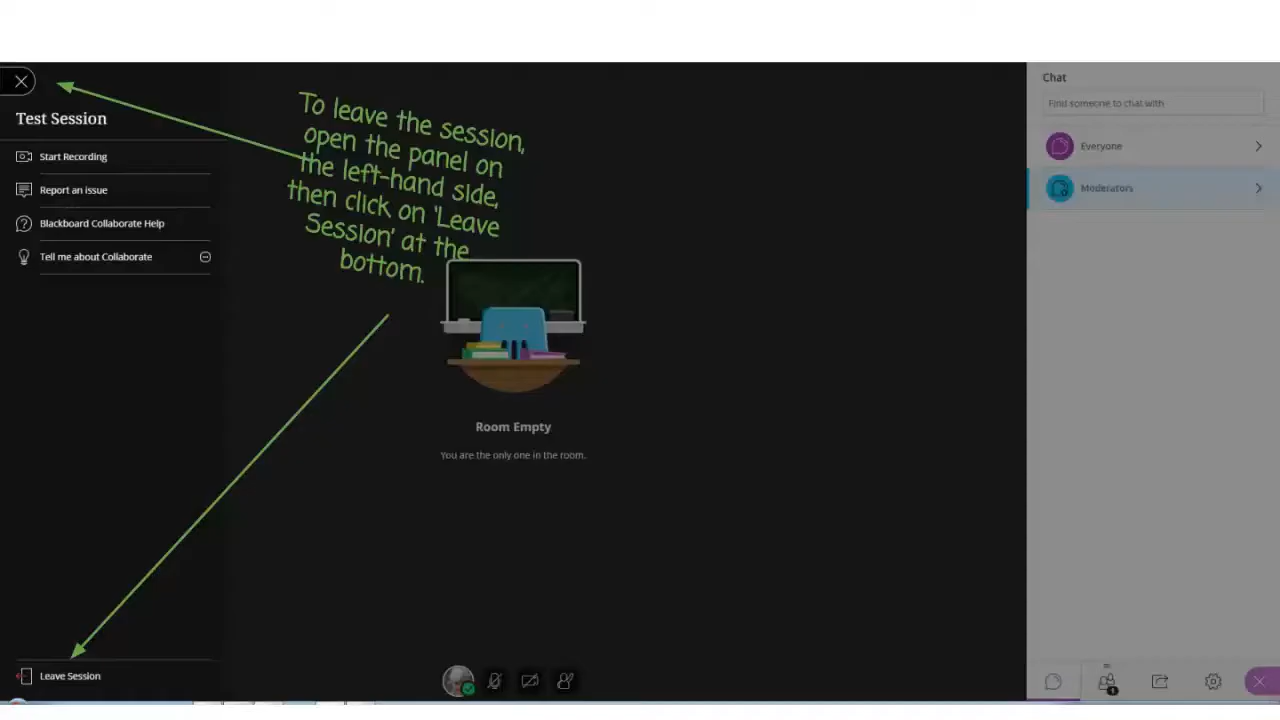 Test Session
Start Recording
Report an issue
Blackboard Collaborate Help
Tell me about Collaborate
Leave Session
To leave the session,
open the panel on
the left-hand side,
then click on 'Leave
Session' at the
bottom.
Room Empty
You are the only one in the room.
Chat
Find someone to chat with
Everyone
Moderators
1